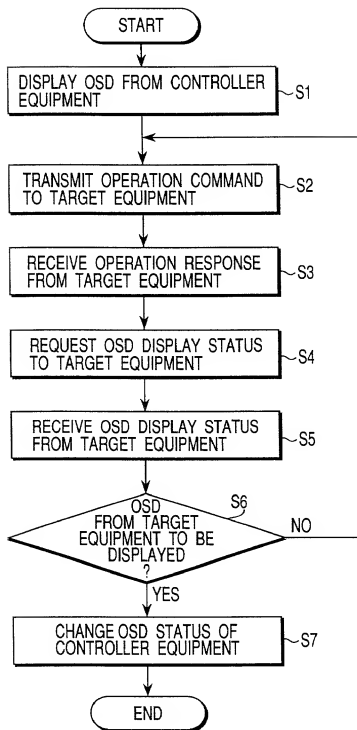 START
DISPLAY OSD FROM CONTROLLER
EQUIPMENT
S1
TRANSMIT OPERATION COMMAND
TO TARGET EQUIPMENT
S2
RECEIVE OPERATION RESPONSE
FROM TARGET EQUIPMENT
S3
REQUEST OSD DISPLAY STATUS
TO TARGET EQUIPMENT
S4
RECEIVE OSD DISPLAY STATUS
FROM TARGET EQUIPMENT
S5
S6
OSD
FROM TARGET
EQUIPMENT TO BE
DISPLAYED
?
NO
YES
CHANGE OSD STATUS OF
CONTROLLER EQUIPMENT
S7
END